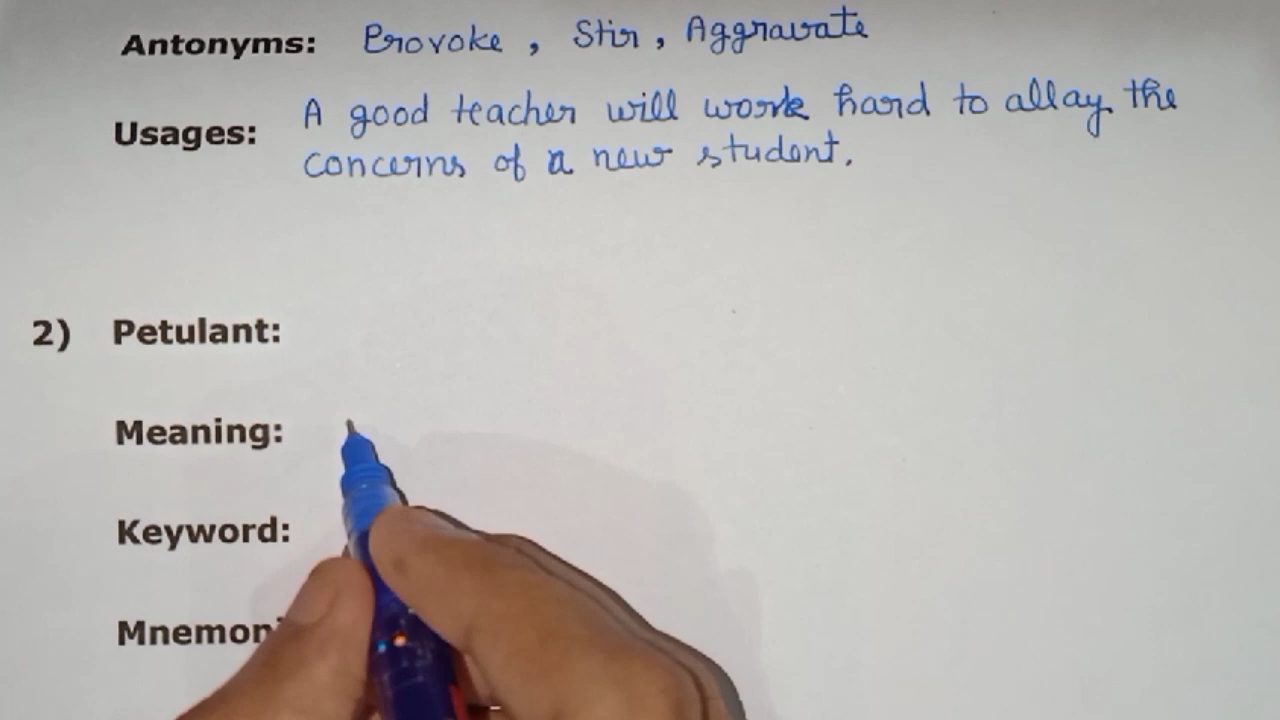 Antonyms: Provoke, Stir, Aggravate
Usages: A good teacher will work hard to allay the
concerns of a new student.
2) Petulant:
Meaning:
Keyword: